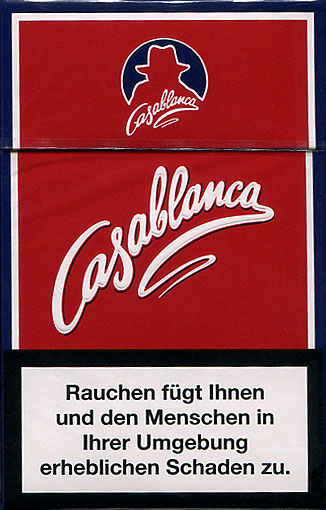 Casablanca
Casablanca
Rauchen fügt Ihnen
und den Menschen in
Ihrer Umgebung
erheblichen Schaden zu.